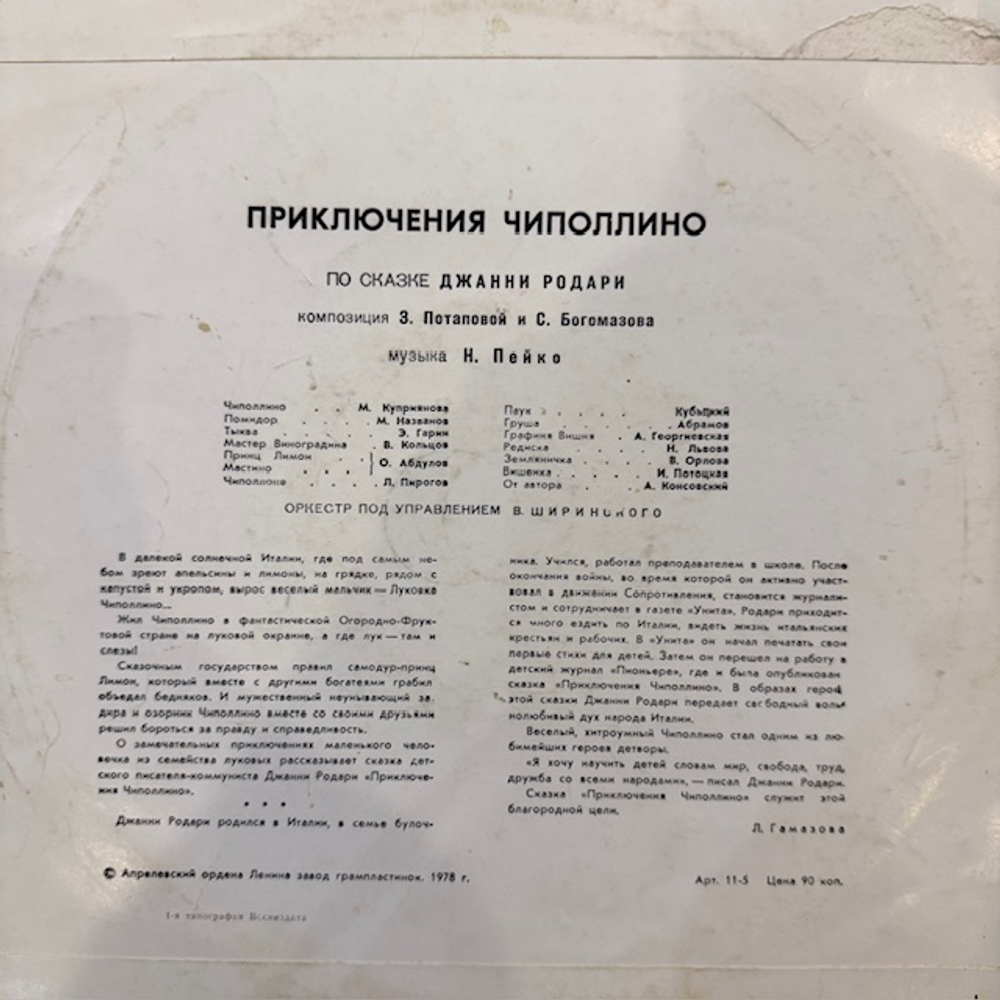 ПРИКЛЮЧЕНИЯ ЧИПОЛЛИНО
ПО СКАЗКЕ ДЖАННИ РОДАРИ
композиция З. Потаповой и С. Богомазова
музыка Н. Пейко
Чиполлино . . М. Куприянова
Помидор . . . . М. Названов
Тыква . . . . . Э. Гарин
Мастер Виноградина . В. Кольцов
Принц Лимон . . . } О. Абдулов
Мастино . . . .
Чиполлоне . . . . Л. Пирогов
Паук . . . . . Кубацкий
Груша . . . . . . Абрамов
Графиня Вишня . . А. Георгиевская
Редиска . . . . . Н. Львова
Земляничка . . . . В. Орлова
Вишенка . . . . . И. Потоцкая
От автора . . . А. Консовский
ОРКЕСТР ПОД УПРАВЛЕНИЕМ В. ШИРИНСКОГО
В далекой солнечной Италии, где под самым не-
бом зреют апельсины и лимоны, на грядке, рядом с
капустой и укропом, вырос веселый мальчик — Луковка
Чиполлино...
Жил Чиполлино в фантастической Огородно-Фрук-
товой стране на луковой окраине, а где лук — там и
слезы!
Сказочным государством правил самодур-принц
Лимон, который вместе с другими богатеями грабил
объедал бедняков. И мужественный неунывающий за-
дира и озорник Чиполлино вместе со своими друзьями
решил бороться за правду и справедливость.
О замечательных приключениях маленького чело-
вечка из семейства луковых рассказывает сказка дет-
ского писателя-коммуниста Джанни Родари «Приключе-
ния Чиполлино».
* * *
Джанни Родари родился в Италии, в семье булоч-
ника. Учился, работал преподавателем в школе. После
окончания войны, во время которой он активно участ-
вовал в движении Сопротивления, становится журнали-
стом и сотрудничает в газете «Унита». Родари приходит-
ся много ездить по Италии, видеть жизнь итальянских
крестьян и рабочих. В «Унита» он начал печатать свои
первые стихи для детей. Затем он перешел на работу в
детский журнал «Пионьере», где и была опубликован
сказка «Приключения Чиполлино». В образах героев
этой сказки Джанни Родари передает свободный воль
нолюбивый дух народа Италии.
Веселый, хитроумный Чиполлино стал одним из лю-
бимейших героев детворы.
«Я хочу научить детей словам мир, свобода, труд,
дружба со всеми народами», — писал Джанни Родари.
Сказка «Приключения Чиполлино» служит этой
благородной цели.
Л. Гамазова
© Апрелевский ордена Ленина завод грампластинок. 1978 г.
Арт. 11-5 Цена 90 коп.
1-я типография Всениздата